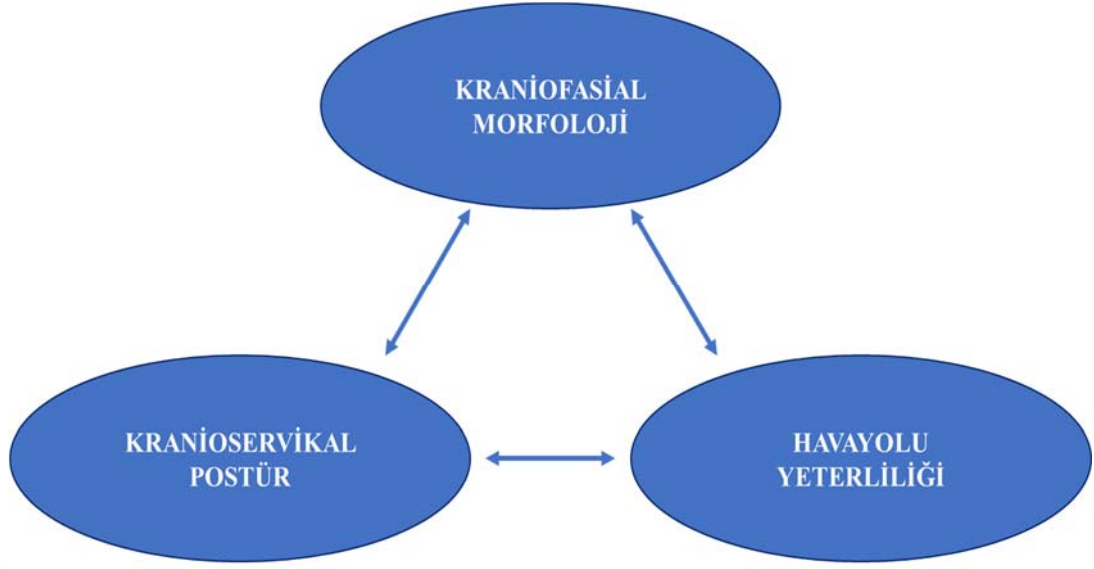 KRANİOFASİAL
MORFOLOJİ
KRANİOSERVİKAL
POSTÜR
HAVAYOLU
YETERLİLİĞİ